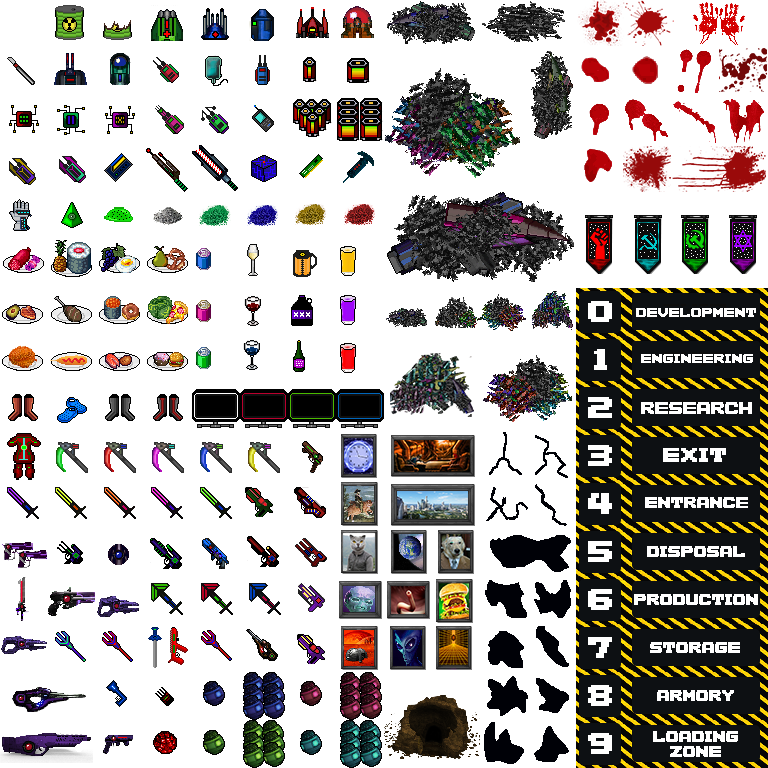 0 DEVELOPMENT
1 ENGINEERING
2 RESEARCH
3 EXIT
4 ENTRANCE
5 DISPOSAL
6 PRODUCTION
7 STORAGE
8 ARMORY
9 LOADING
ZONE